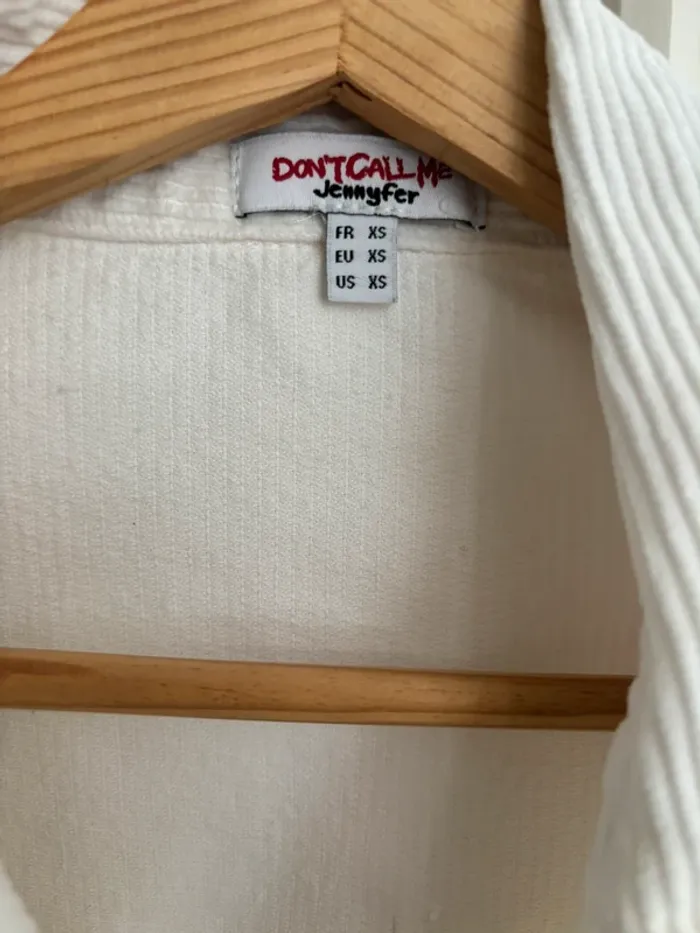 DON'T CALL ME
Jennyfer
FR XS
EU XS
US XS